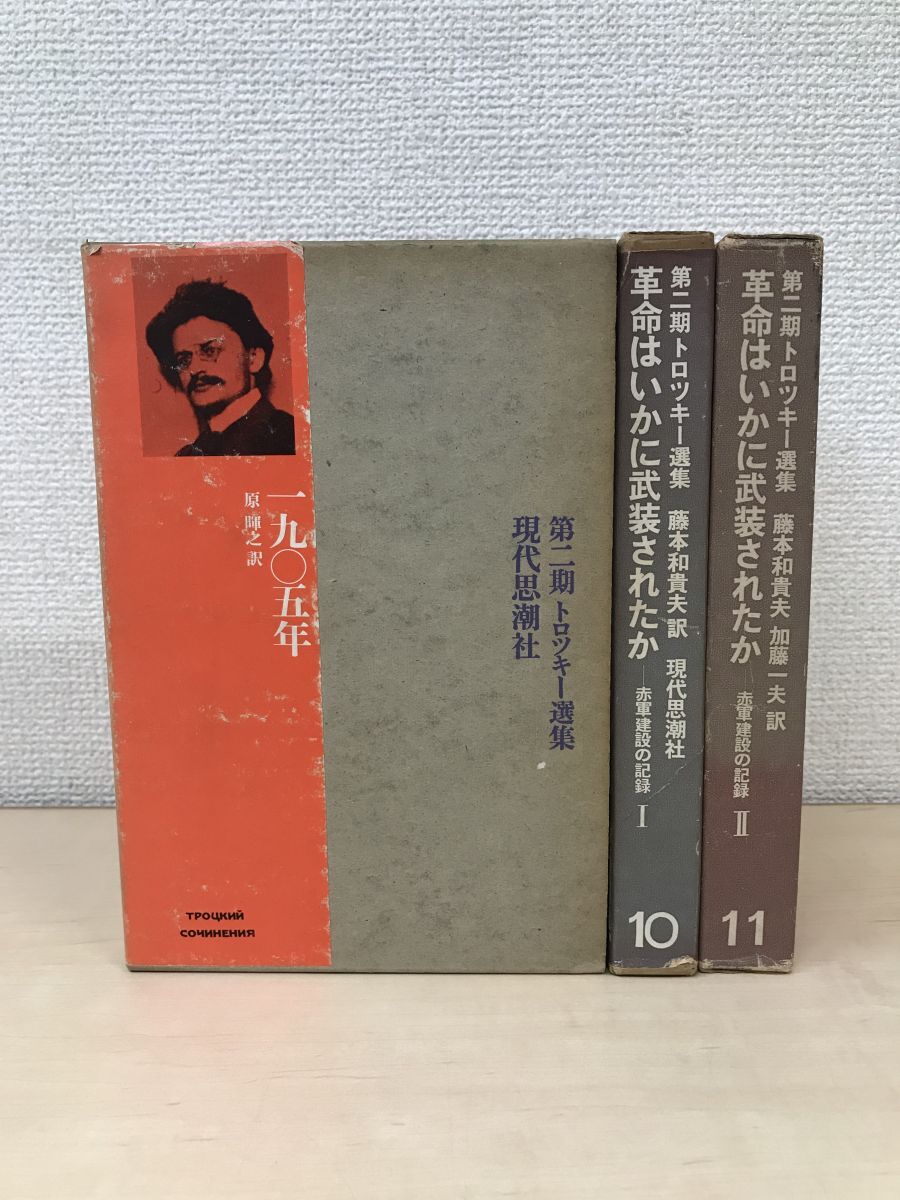 一九〇五年
原暉之訳
ТРОЦКИЙ
СОЧИНЕНИЯ
第二期 トロツキー選集
現代思潮社
第二期 トロツキー選集 藤本和貴夫 訳 現代思潮社
革命はいかに武装されたか──赤軍建設の記録 I
10
第二期 トロツキー選集 藤本和貴夫 加藤一夫 訳
革命はいかに武装されたか──赤軍建設の記録 II
11